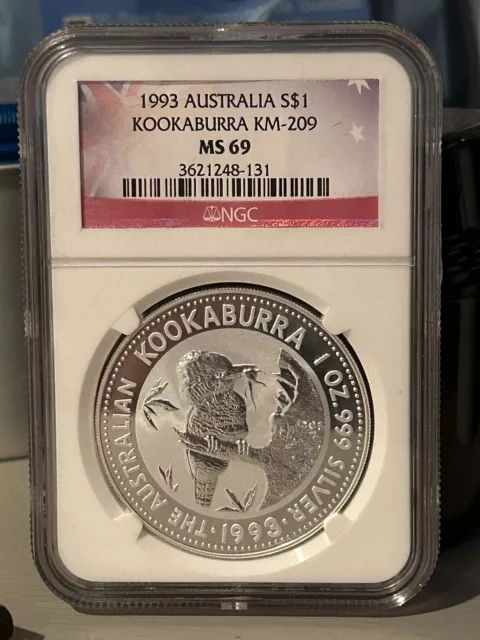 1993 AUSTRALIA S$1
KOOKABURRA KM-209
MS 69
3621248-131
NGC
THE AUSTRALIAN KOOKABURRA 1 OZ. 999 SILVER · 1993 ·